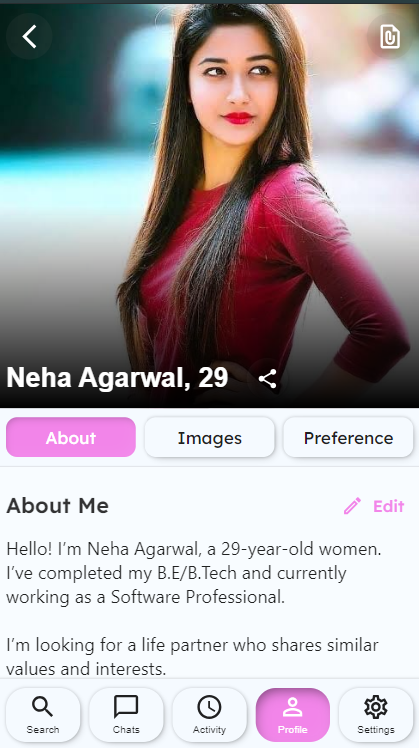 Neha Agarwal, 29
About
Images
Preference
About Me
Edit
Hello! I'm Neha Agarwal, a 29-year-old women.
I've completed my B.E/B.Tech and currently
working as a Software Professional.
I'm looking for a life partner who shares similar
values and interests.
Search
Chats
Activity
Profile
Settings